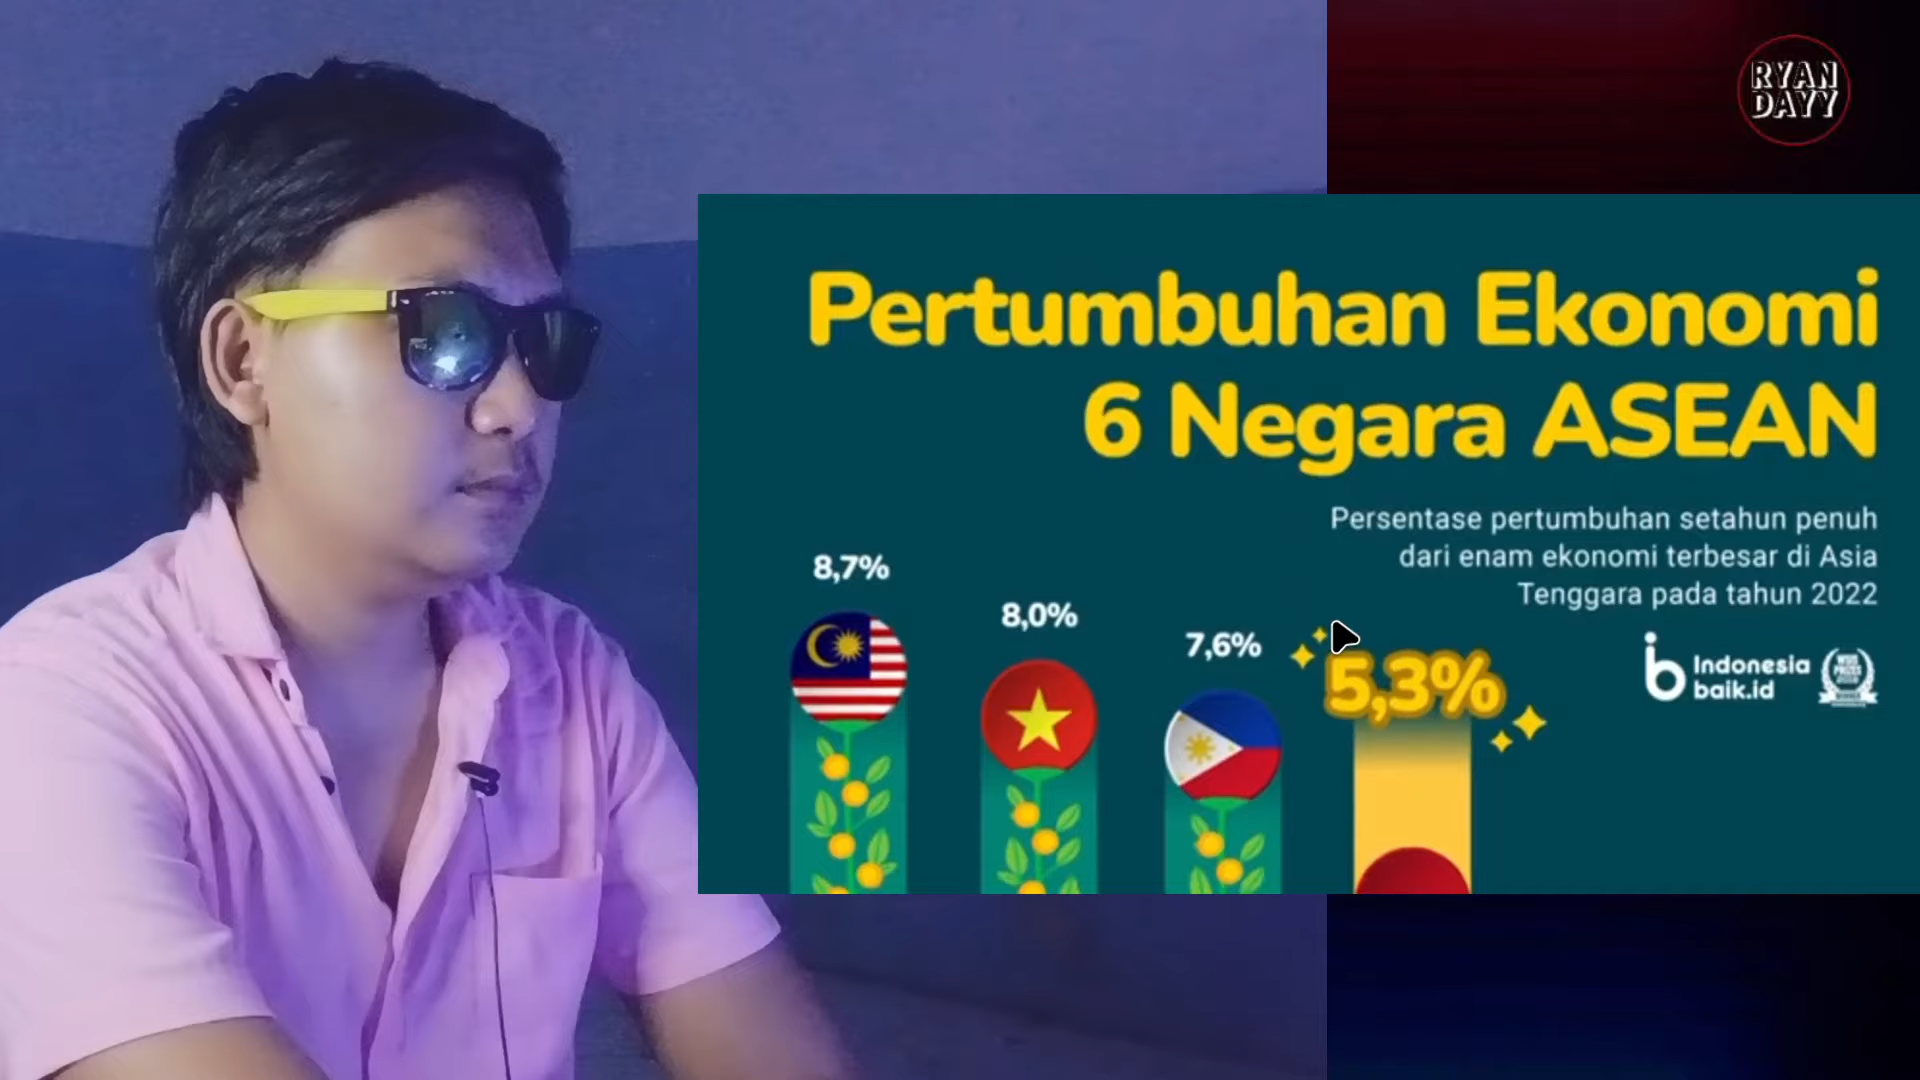 RYAN
DAYY
Pertumbuhan Ekonomi
6 Negara ASEAN
Persentase pertumbuhan setahun penuh
dari enam ekonomi terbesar di Asia
Tenggara pada tahun 2022
8,7%
8,0%
7,6%
5,3%
Indonesia
baik.id